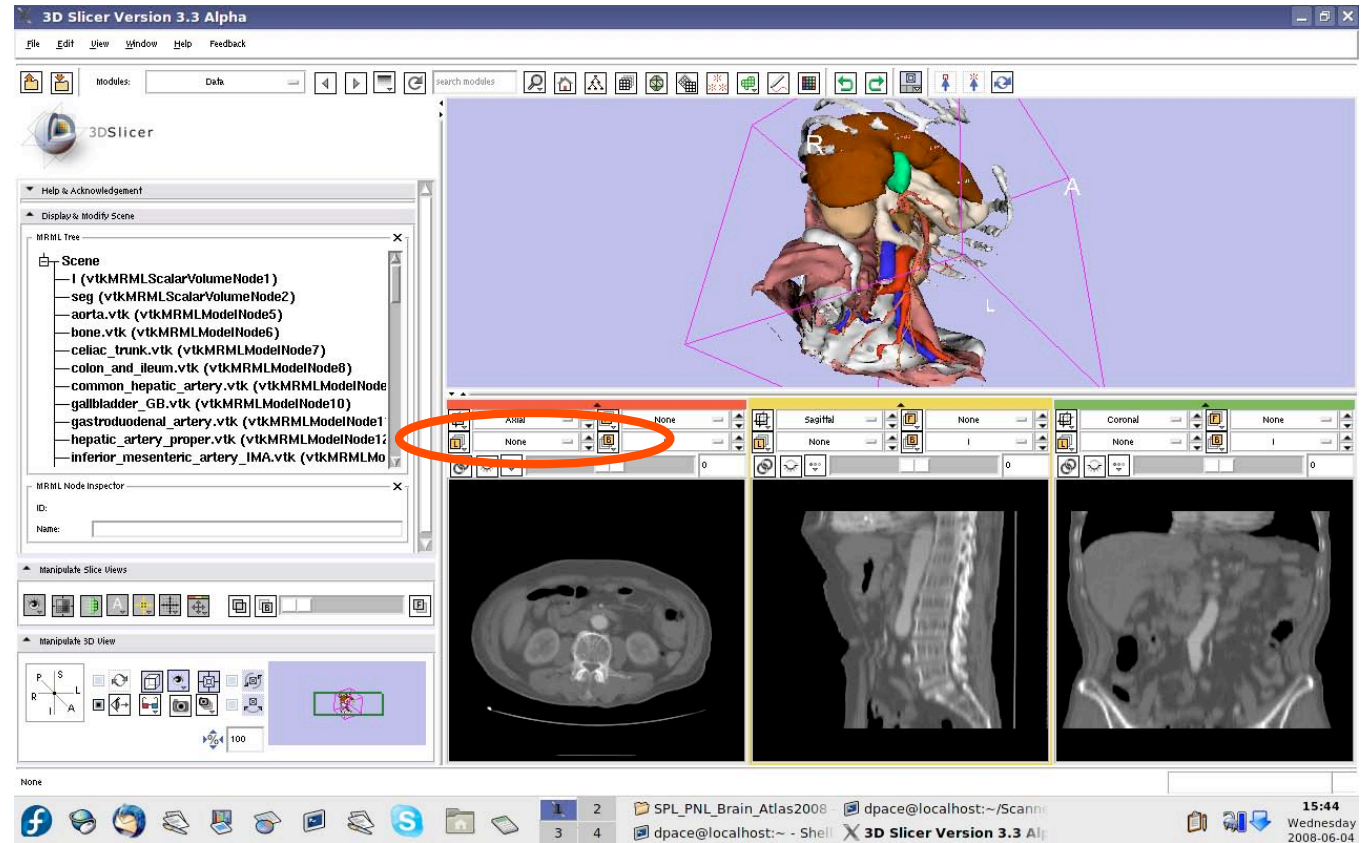 3D Slicer Version 3.3 Alpha
File Edit View Window Help Feedback
Modules: Data search modules
3DSlicer
Help & Acknowledgement
Display & Modify Scene
MRML Tree
Scene
I (vtkMRMLScalarVolumeNode1)
seg (vtkMRMLScalarVolumeNode2)
aorta.vtk (vtkMRMLModelNode5)
bone.vtk (vtkMRMLModelNode6)
celiac_trunk.vtk (vtkMRMLModelNode7)
colon_and_ileum.vtk (vtkMRMLModelNode8)
common_hepatic_artery.vtk (vtkMRMLModelNode
gallbladder_GB.vtk (vtkMRMLModelNode10)
gastroduodenal_artery.vtk (vtkMRMLModelNode1
hepatic_artery_proper.vtk (vtkMRMLModelNode12
inferior_mesenteric_artery_IMA.vtk (vtkMRMLMo
MRML Node Inspector
ID:
Name:
Manipulate Slice Views
B F
Manipulate 3D View
P S
R L
I A
100
R
A
L
Axial F None
L None B
0
Sagittal F None
L None B I
0
Coronal F None
L None B I
0
None
1 2 SPL_PNL_Brain_Atlas2008 - dpace@localhost:~/Scann
3 4 dpace@localhost:~ - Shell 3D Slicer Version 3.3 Alp
15:44
Wednesday
2008-06-04